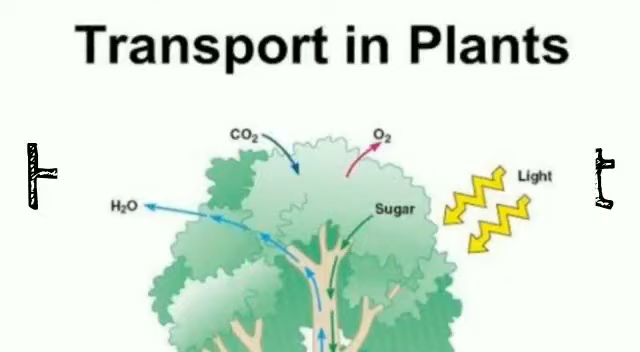 Transport in Plants
CO₂ O₂
Light
H₂O Sugar